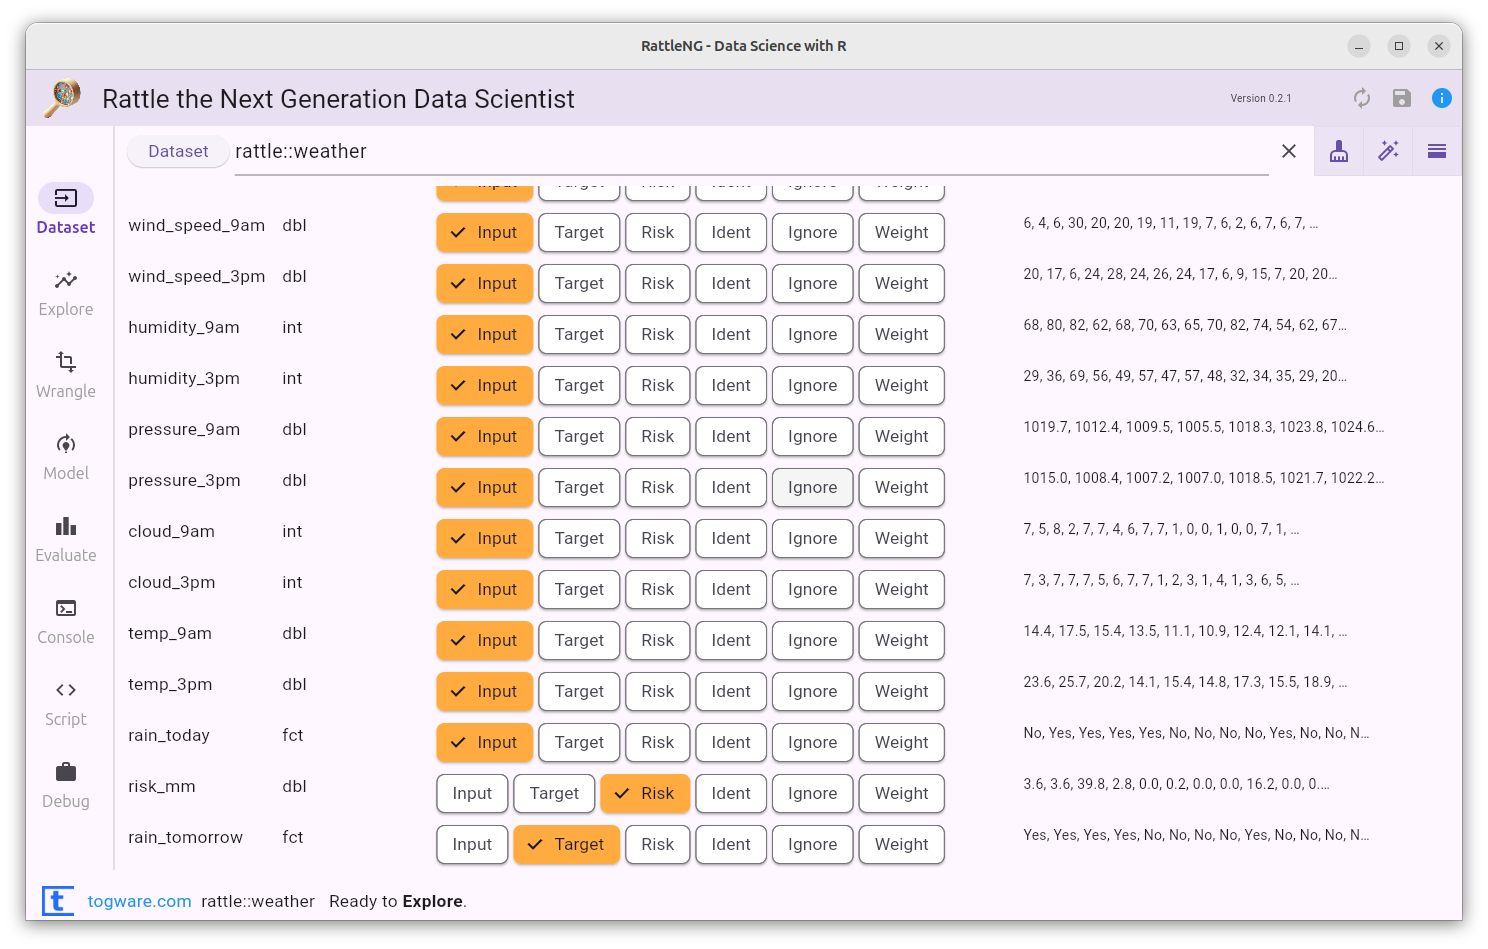 RattleNG - Data Science with R
Rattle the Next Generation Data Scientist
Version 0.2.1
Dataset rattle::weather
Dataset
Explore
Wrangle
Model
Evaluate
Console
Script
Debug
Input Target Risk Ident Ignore Weight
wind_speed_9am dbl Input Target Risk Ident Ignore Weight 6, 4, 6, 30, 20, 20, 19, 11, 19, 7, 6, 2, 6, 7, 6, 7, ...
wind_speed_3pm dbl Input Target Risk Ident Ignore Weight 20, 17, 6, 24, 28, 24, 26, 24, 17, 6, 9, 15, 7, 20, 20...
humidity_9am int Input Target Risk Ident Ignore Weight 68, 80, 82, 62, 68, 70, 63, 65, 70, 82, 74, 54, 62, 67...
humidity_3pm int Input Target Risk Ident Ignore Weight 29, 36, 69, 56, 49, 57, 47, 57, 48, 32, 34, 35, 29, 20...
pressure_9am dbl Input Target Risk Ident Ignore Weight 1019.7, 1012.4, 1009.5, 1005.5, 1018.3, 1023.8, 1024.6...
pressure_3pm dbl Input Target Risk Ident Ignore Weight 1015.0, 1008.4, 1007.2, 1007.0, 1018.5, 1021.7, 1022.2...
cloud_9am int Input Target Risk Ident Ignore Weight 7, 5, 8, 2, 7, 7, 4, 6, 7, 7, 1, 0, 0, 1, 0, 0, 7, 1, ...
cloud_3pm int Input Target Risk Ident Ignore Weight 7, 3, 7, 7, 7, 5, 6, 7, 7, 1, 2, 3, 1, 4, 1, 3, 6, 5, ...
temp_9am dbl Input Target Risk Ident Ignore Weight 14.4, 17.5, 15.4, 13.5, 11.1, 10.9, 12.4, 12.1, 14.1, ...
temp_3pm dbl Input Target Risk Ident Ignore Weight 23.6, 25.7, 20.2, 14.1, 15.4, 14.8, 17.3, 15.5, 18.9, ...
rain_today fct Input Target Risk Ident Ignore Weight No, Yes, Yes, Yes, Yes, No, No, No, No, Yes, No, No, N...
risk_mm dbl Input Target Risk Ident Ignore Weight 3.6, 3.6, 39.8, 2.8, 0.0, 0.2, 0.0, 0.0, 16.2, 0.0, 0....
rain_tomorrow fct Input Target Risk Ident Ignore Weight Yes, Yes, Yes, Yes, No, No, No, No, Yes, No, No, No, N...
t togware.com rattle::weather Ready to Explore.